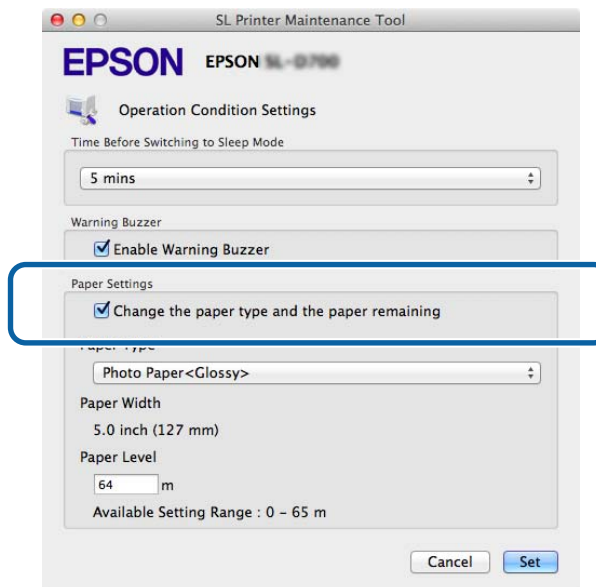 SL Printer Maintenance Tool
EPSON EPSON
Operation Condition Settings
Time Before Switching to Sleep Mode
5 mins
Warning Buzzer
Enable Warning Buzzer
Paper Settings
Change the paper type and the paper remaining
Paper Type
Photo Paper<Glossy>
Paper Width
5.0 inch (127 mm)
Paper Level
64 m
Available Setting Range : 0 – 65 m
Cancel Set